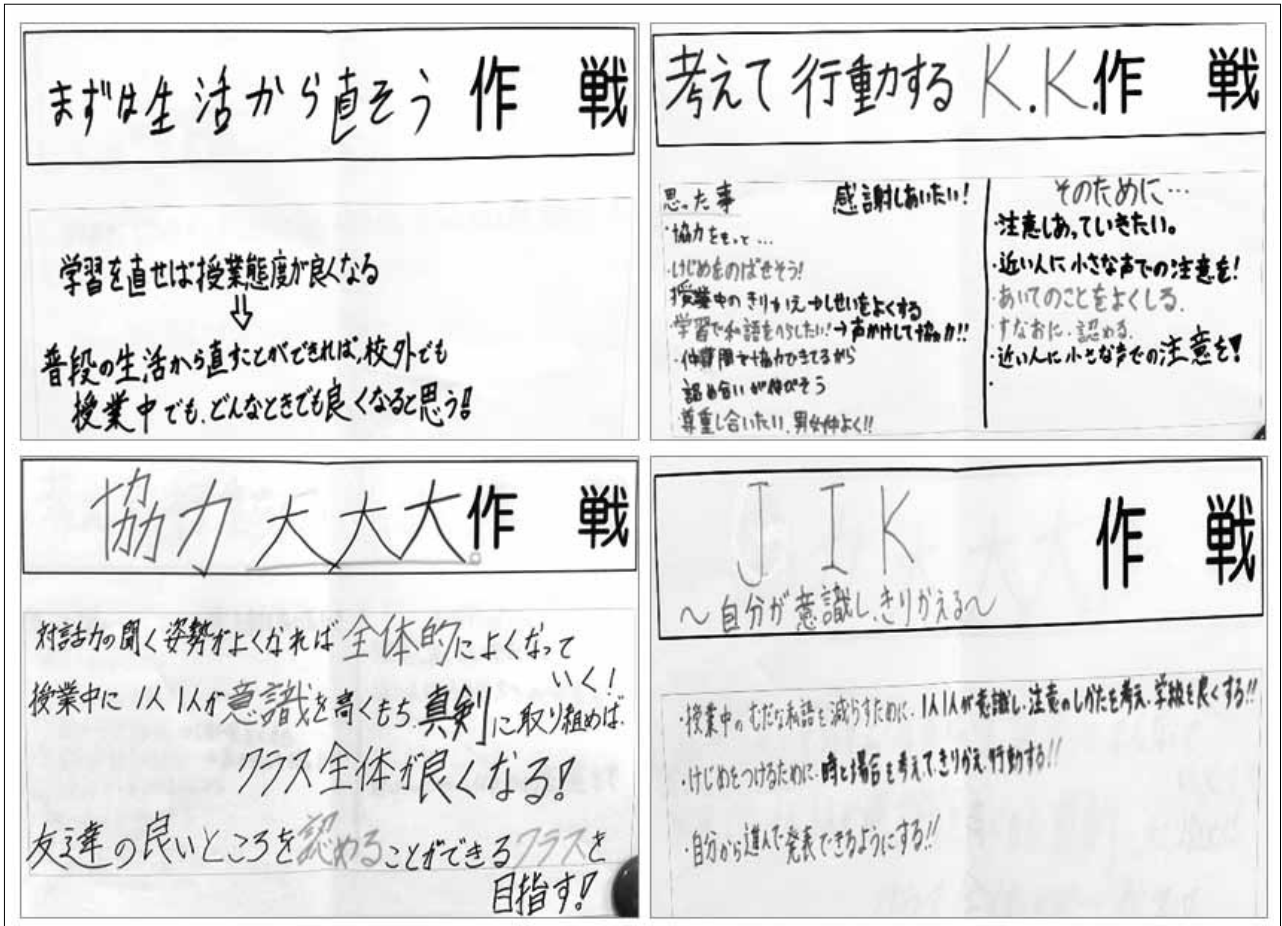 まずは生活から直そう 作 戦
学習を直せば授業態度が良くなる
⇓
普段の生活から直すことができれば、校外でも
授業中でも、どんなときでも良くなると思う!!
考えて行動する K.K.作 戦
思った事 感謝しあいたい!
・協力をもっと…
・けじめをのばせそう!
授業中のきりかえやしせいをよくする
・学習で私語をへらしたい!→声かけして協力!!
・仲間間で協力できてるから
認め合いが伸びそう
尊重し合いたい、男女仲よく!!
そのために…
・注意しあっていきたい。
・近い人に小さな声での注意を!
・あいてのことをよくしる.
・すなおに、認める.
・近い人に小さな声での注意を!
・
協力 大大大作 戦
対話力の聞く姿勢がよくなれば全体的によくなって
いく!
授業中に1人1人が意識を高くもち、真剣に取り組めば、
クラス全体が良くなる!
友達の良いところを認めることができるクラスを
目指す!
J I K 作 戦
〜自分が意識し、きりかえる〜
・授業中のむだな私語を減らすために、1人1人が意識し、注意のしかたを考え、学級を良くする!!
・けじめをつけるために、時と場合を考えて、きりかえ、行動する!!
・自分から進んで発表できるようにする!!